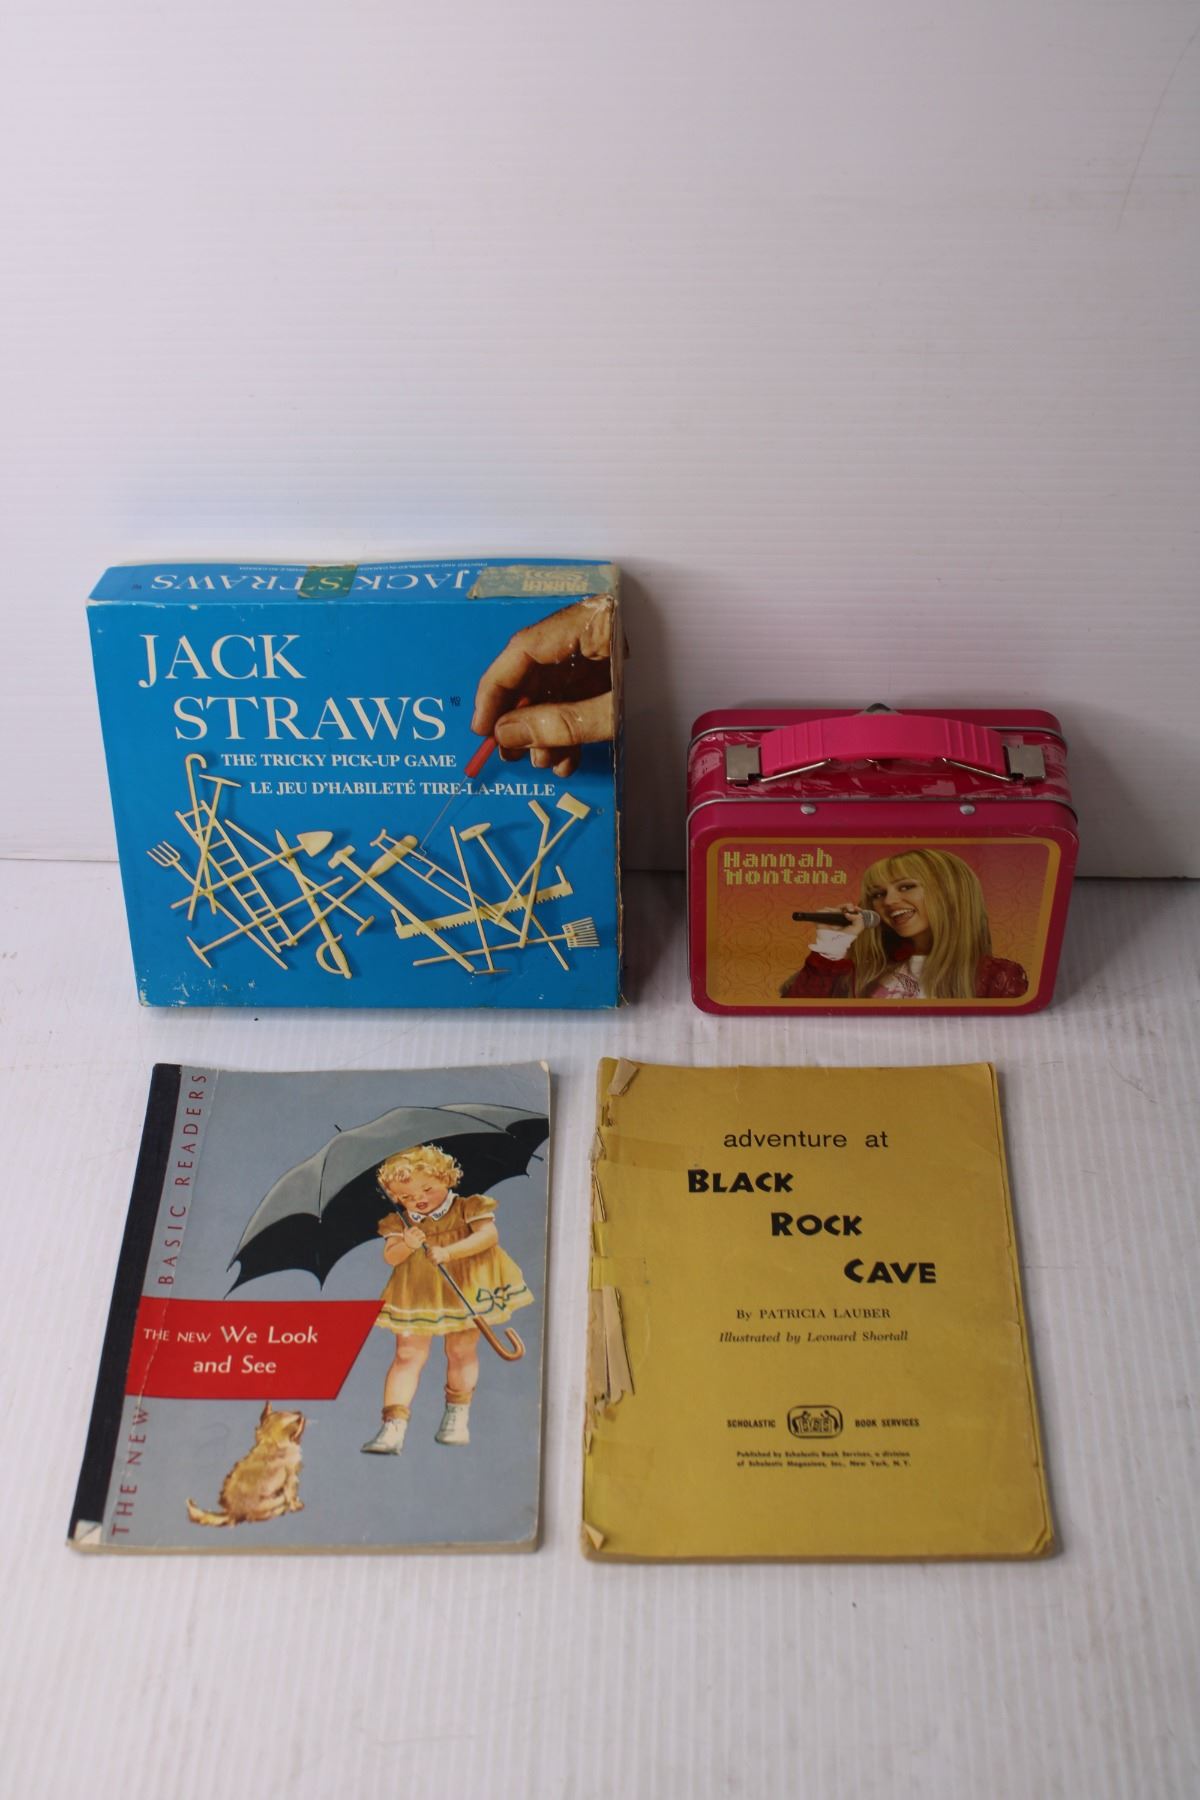 JACK STRAWS
PARKER
JACK
STRAWS
THE TRICKY PICK-UP GAME
LE JEU D'HABILETÉ TIRE-LA-PAILLE
Hannah
Montana
THE NEW BASIC READERS
THE NEW We Look
and See
adventure at
BLACK
ROCK
CAVE
By PATRICIA LAUBER
Illustrated by Leonard Shortall
SCHOLASTIC BOOK SERVICES
Published by Scholastic Book Services, a division
of Scholastic Magazines, Inc., New York, N. Y.